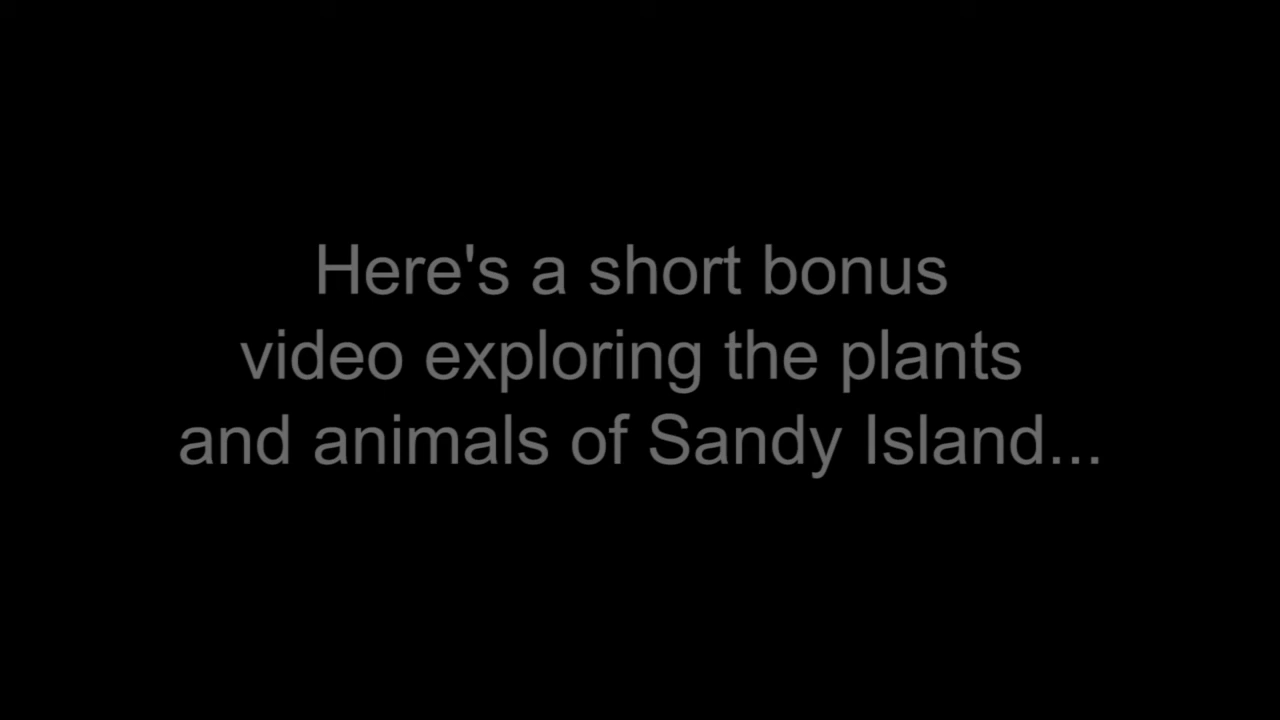 Here's a short bonus
video exploring the plants
and animals of Sandy Island...